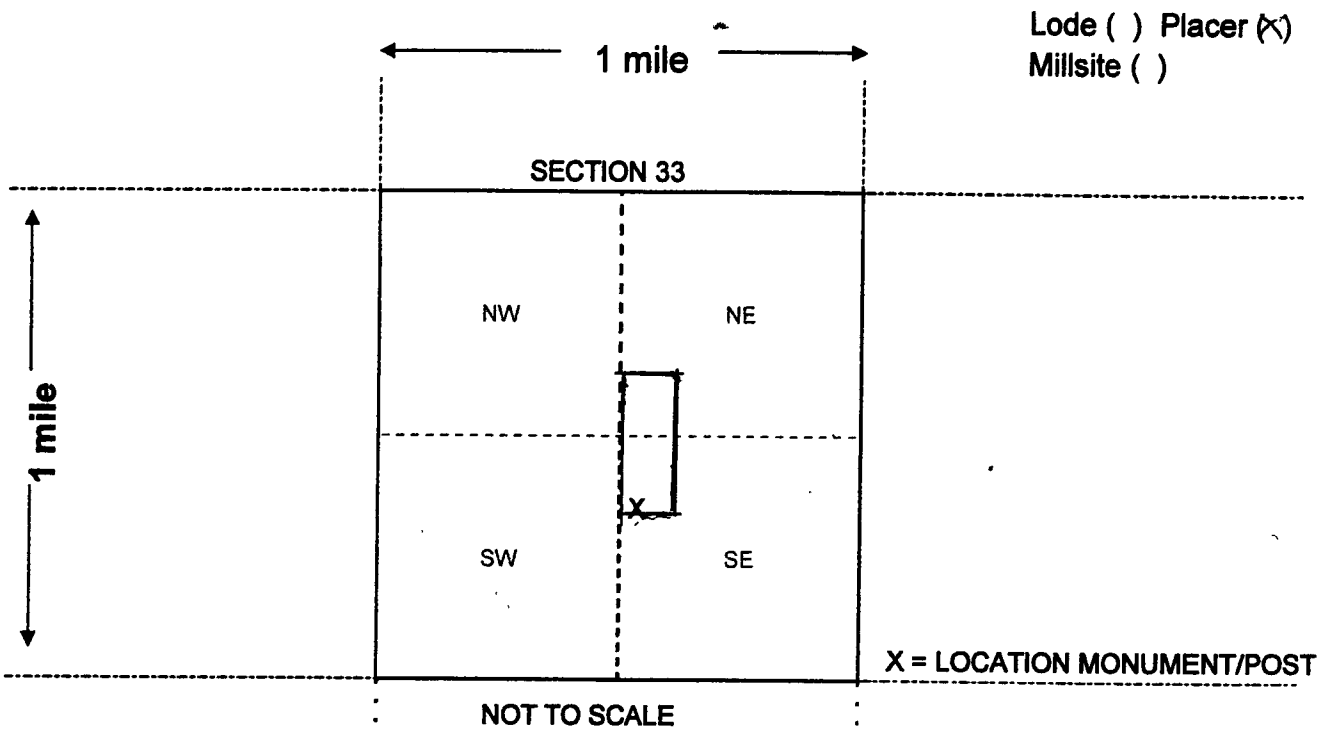 Lode ( ) Placer (X)
Millsite ( )
1 mile
SECTION 33
NW
NE
1 mile
X
SW
SE
X = LOCATION MONUMENT/POST
NOT TO SCALE